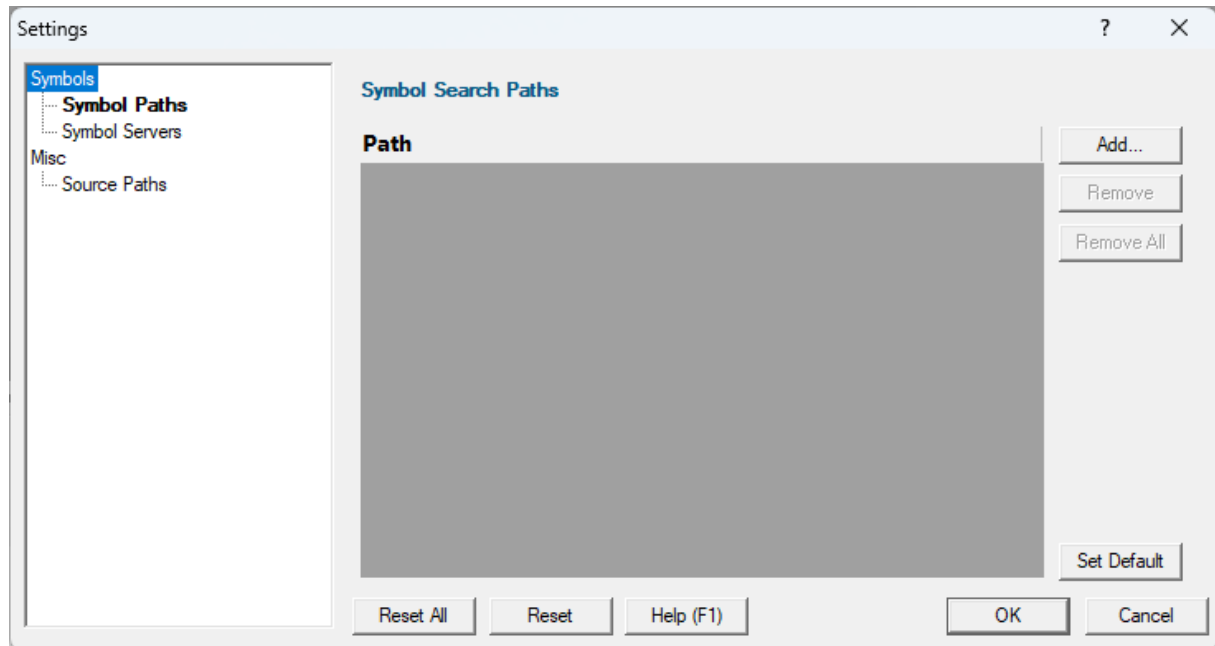 Settings
?
Symbols
Symbol Paths
Symbol Servers
Misc
Source Paths
Symbol Search Paths
Path
Add...
Remove
Remove All
Set Default
Reset All
Reset
Help (F1)
OK
Cancel